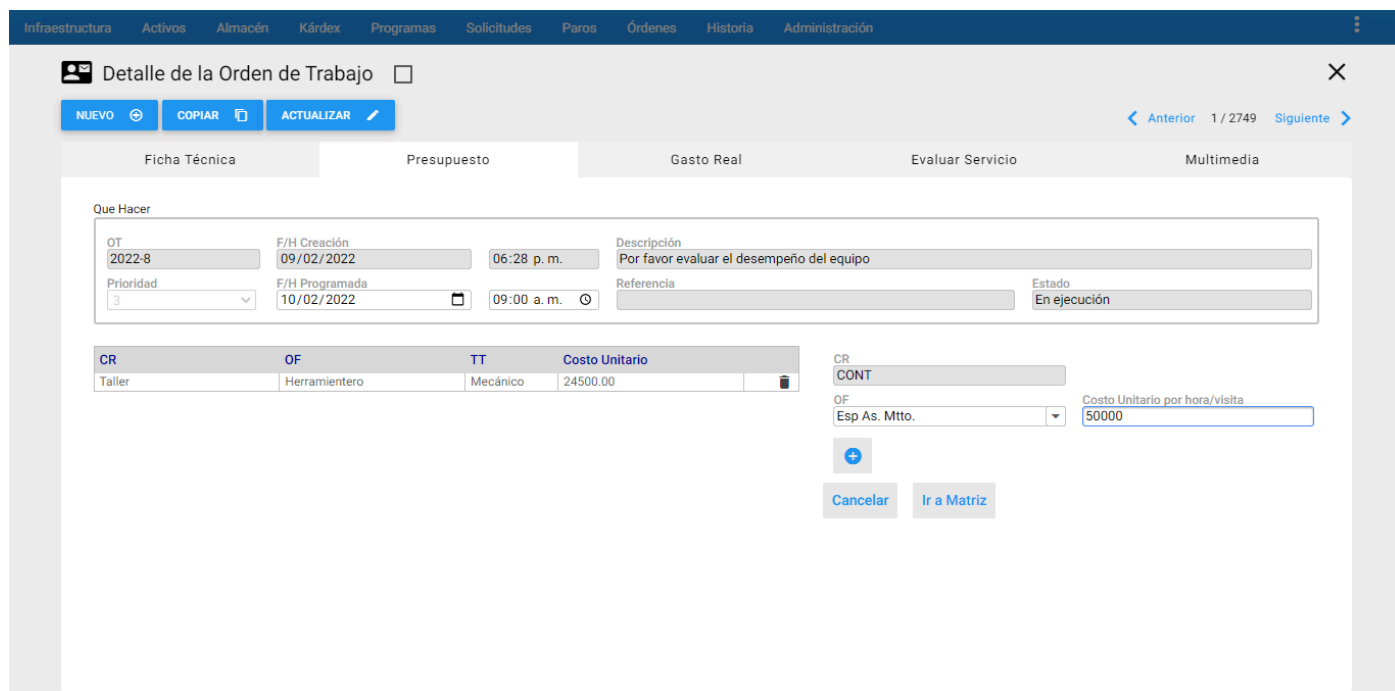 Infraestructura Activos Almacén Kárdex Programas Solicitudes Paros Órdenes Historia Administración
Detalle de la Orden de Trabajo
NUEVO COPIAR ACTUALIZAR
Anterior 1 / 2749 Siguiente
Ficha Técnica Presupuesto Gasto Real Evaluar Servicio Multimedia
Que Hacer
OT F/H Creación Descripción
2022-8 09/02/2022 06:28 p. m. Por favor evaluar el desempeño del equipo
Prioridad F/H Programada Referencia Estado
3 10/02/2022 09:00 a. m. En ejecución
CR OF TT Costo Unitario
Taller Herramientero Mecánico 24500.00
CR
CONT
OF Costo Unitario por hora/visita
Esp As. Mtto. 50000
Cancelar Ir a Matriz